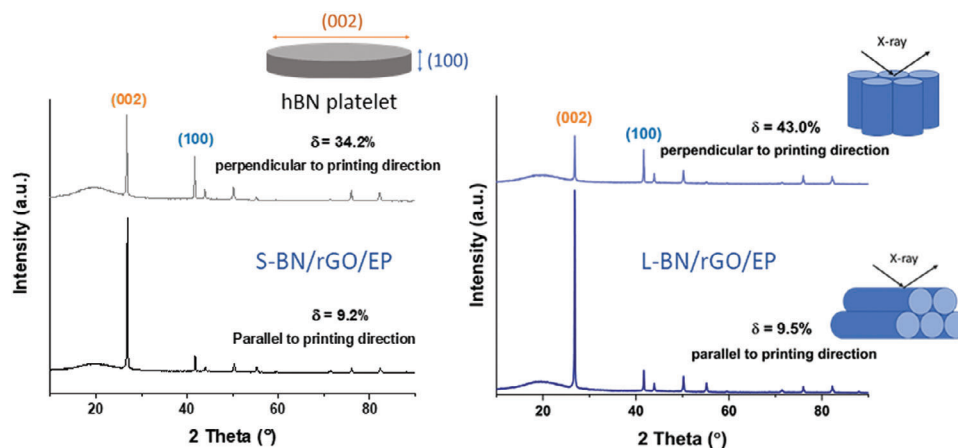 (002)
(100)
hBN platelet
(002)
(100)
δ = 34.2%
perpendicular to printing direction
S-BN/rGO/EP
δ = 9.2%
Parallel to printing direction
Intensity (a.u.)
20 40 60 80
2 Theta (°)
X-ray
(002)
(100)
δ = 43.0%
perpendicular to printing direction
L-BN/rGO/EP
X-ray
δ = 9.5%
parallel to printing direction
Intensity (a.u.)
20 40 60 80
2 Theta (°)